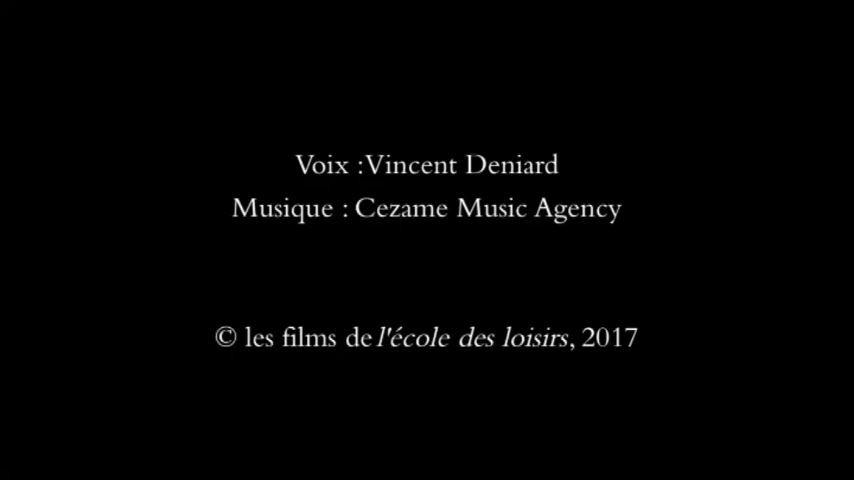 Voix :Vincent Deniard
Musique : Cezame Music Agency
© les films de l'école des loisirs, 2017